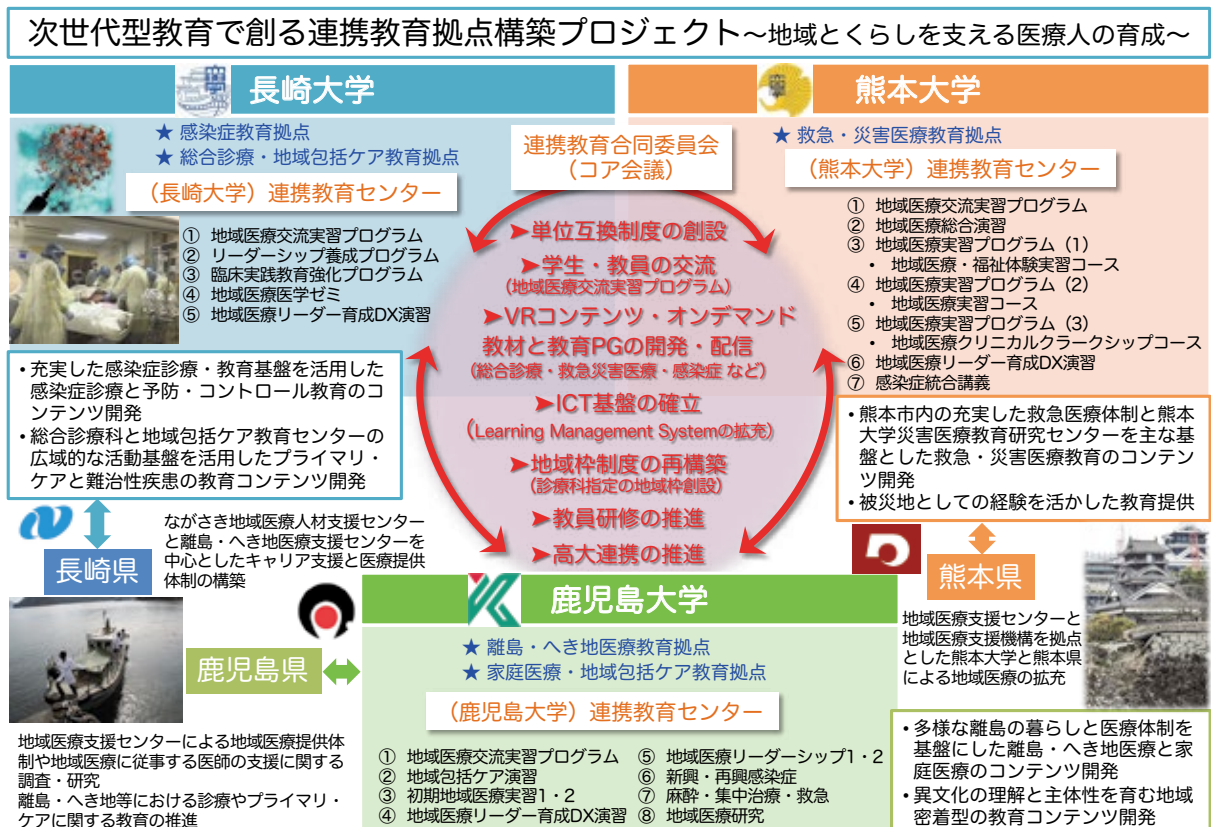 次世代型教育で創る連携教育拠点構築プロジェクト～地域とくらしを支える医療人の育成～
長崎大学
★ 感染症教育拠点
★ 総合診療・地域包括ケア教育拠点
（長崎大学）連携教育センター
① 地域医療交流実習プログラム
② リーダーシップ養成プログラム
③ 臨床実践教育強化プログラム
④ 地域医療医学ゼミ
⑤ 地域医療リーダー育成DX演習
・充実した感染症診療・教育基盤を活用した
感染症診療と予防・コントロール教育のコ
ンテンツ開発
・総合診療科と地域包括ケア教育センターの
広域的な活動基盤を活用したプライマリ・
ケアと難治性疾患の教育コンテンツ開発
連携教育合同委員会
（コア会議）
➤単位互換制度の創設
➤学生・教員の交流
（地域医療交流実習プログラム）
➤VRコンテンツ・オンデマンド
教材と教育PGの開発・配信
（総合診療・救急災害医療・感染症 など）
➤ICT基盤の確立
（Learning Management Systemの拡充）
➤地域枠制度の再構築
（診療科指定の地域枠創設）
➤教員研修の推進
➤高大連携の推進
熊本大学
★ 救急・災害医療教育拠点
（熊本大学）連携教育センター
① 地域医療交流実習プログラム
② 地域医療総合演習
③ 地域医療実習プログラム（1）
・ 地域医療・福祉体験実習コース
④ 地域医療実習プログラム（2）
・ 地域医療実習コース
⑤ 地域医療実習プログラム（3）
・ 地域医療クリニカルクラークシップコース
⑥ 地域医療リーダー育成DX演習
⑦ 感染症統合講義
・熊本市内の充実した救急医療体制と熊本
大学災害医療教育研究センターを主な基
盤とした救急・災害医療教育のコンテン
ツ開発
・被災地としての経験を活かした教育提供
長崎県
ながさき地域医療人材支援センター
と離島・へき地医療支援センターを
中心としたキャリア支援と医療提供
体制の構築
熊本県
地域医療支援センターと
地域医療支援機構を拠点
とした熊本大学と熊本県
による地域医療の拡充
鹿児島県
地域医療支援センターによる地域医療提供体
制や地域医療に従事する医師の支援に関する
調査・研究
離島・へき地等における診療やプライマリ・
ケアに関する教育の推進
鹿児島大学
★ 離島・へき地医療教育拠点
★ 家庭医療・地域包括ケア教育拠点
（鹿児島大学）連携教育センター
① 地域医療交流実習プログラム
② 地域包括ケア演習
③ 初期地域医療実習1・2
④ 地域医療リーダー育成DX演習
⑤ 地域医療リーダーシップ1・2
⑥ 新興・再興感染症
⑦ 麻酔・集中治療・救急
⑧ 地域医療研究
・多様な離島の暮らしと医療体制を
基盤にした離島・へき地医療と家
庭医療のコンテンツ開発
・異文化の理解と主体性を育む地域
密着型の教育コンテンツ開発